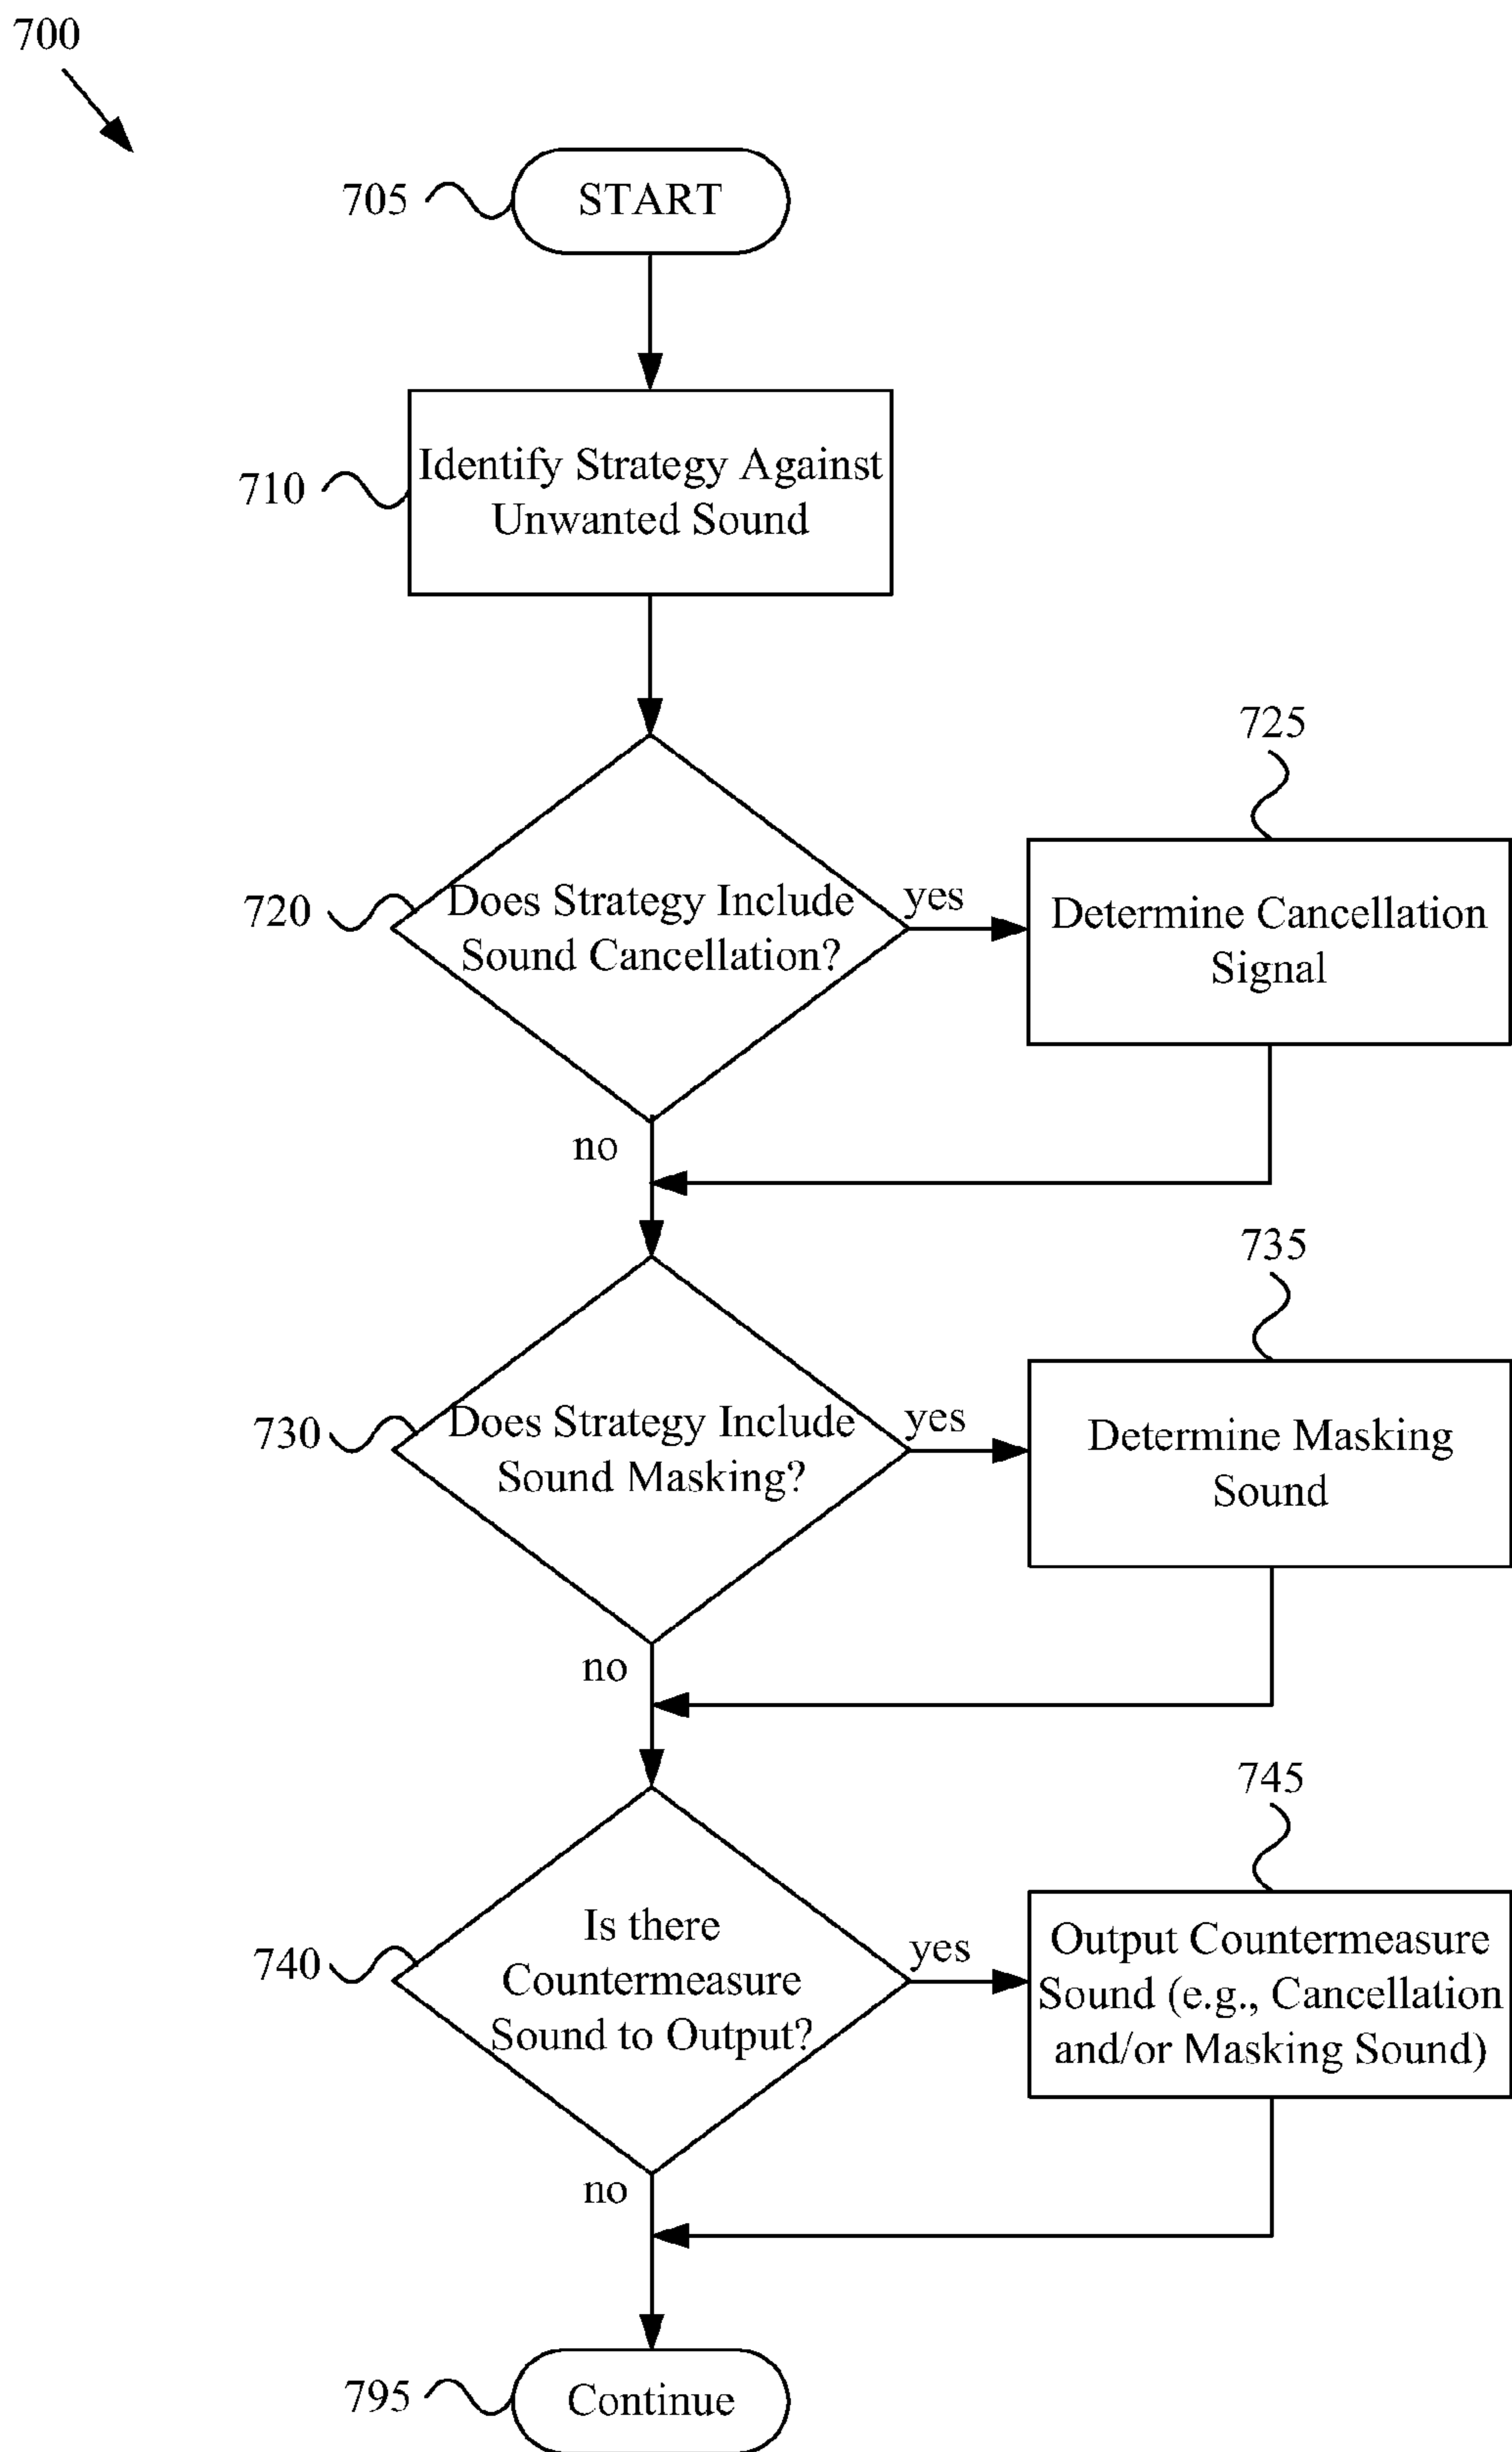 700
705
START
710
Identify Strategy Against
Unwanted Sound
720
Does Strategy Include
Sound Cancellation?
yes
725
Determine Cancellation
Signal
no
730
Does Strategy Include
Sound Masking?
yes
735
Determine Masking
Sound
no
740
Is there
Countermeasure
Sound to Output?
yes
745
Output Countermeasure
Sound (e.g., Cancellation
and/or Masking Sound)
no
795
Continue